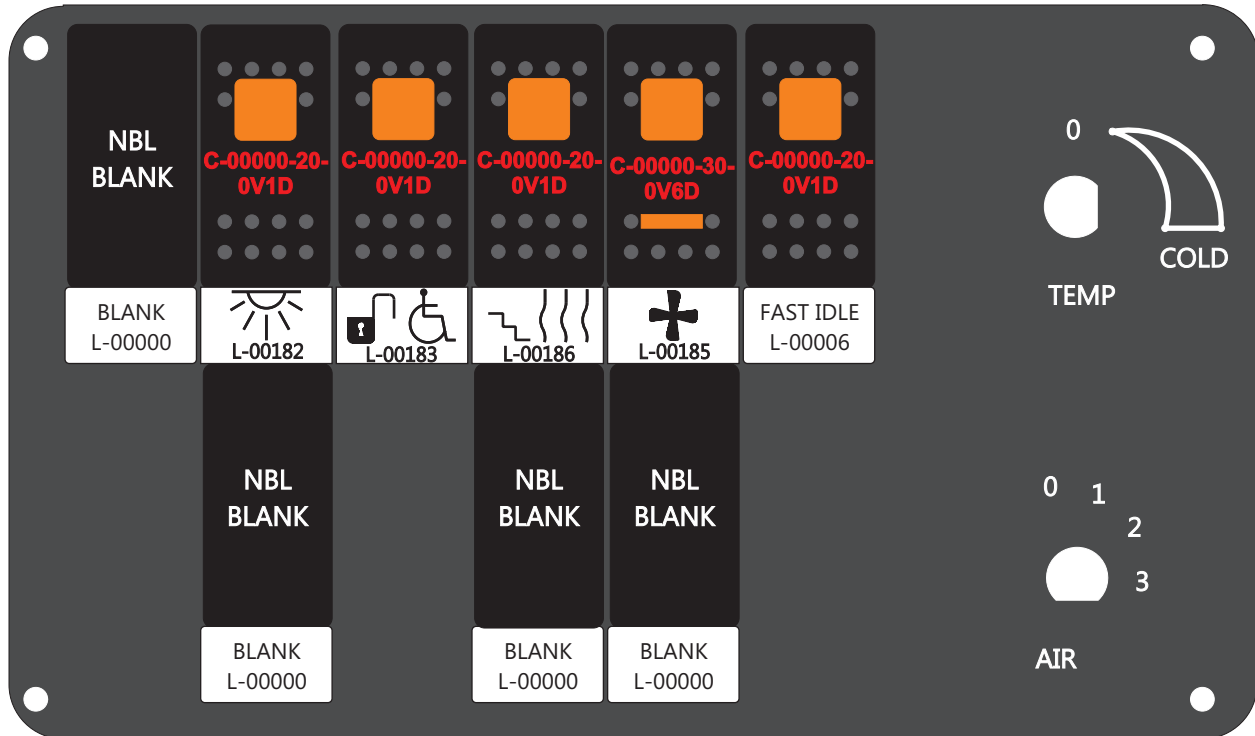 NBL
BLANK
C-00000-20-
0V1D
C-00000-20-
0V1D
C-00000-20-
0V1D
C-00000-30-
0V6D
C-00000-20-
0V1D
BLANK
L-00000
L-00182
L-00183
L-00186
L-00185
FAST IDLE
L-00006
0
COLD
TEMP
NBL
BLANK
NBL
BLANK
NBL
BLANK
BLANK
L-00000
BLANK
L-00000
BLANK
L-00000
0
1
2
3
AIR